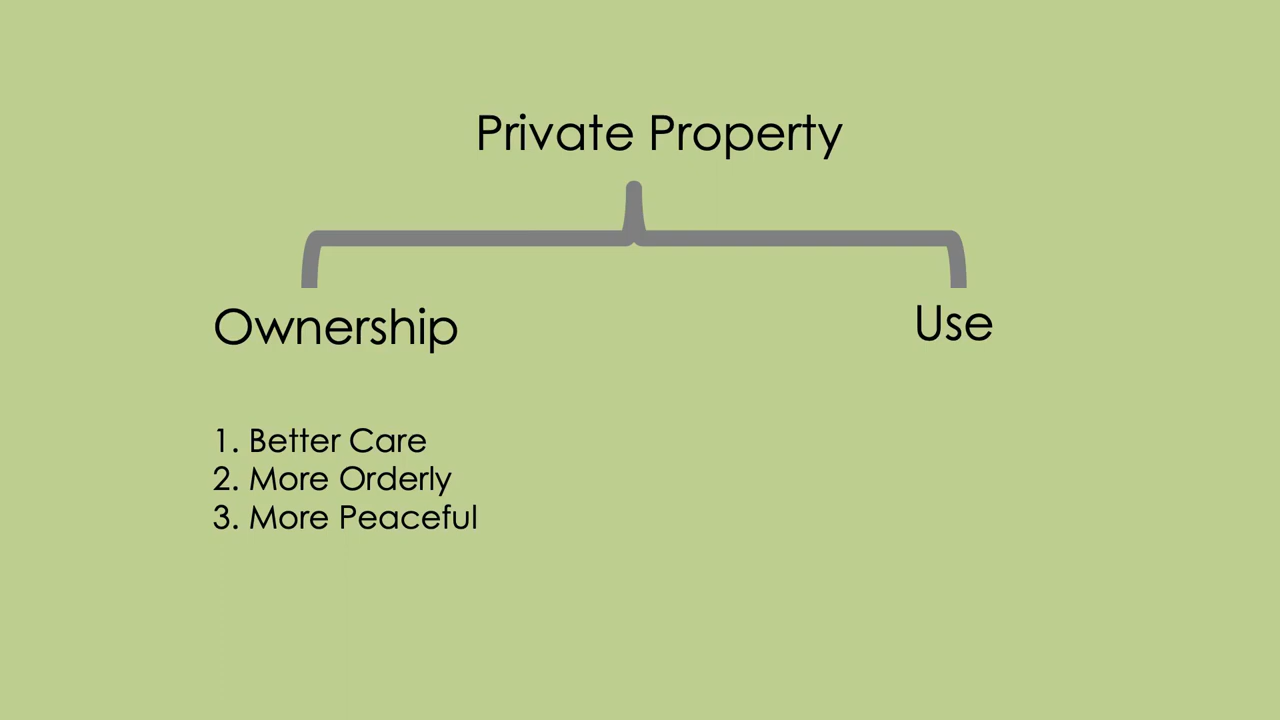 Private Property
Ownership
Use
1. Better Care
2. More Orderly
3. More Peaceful